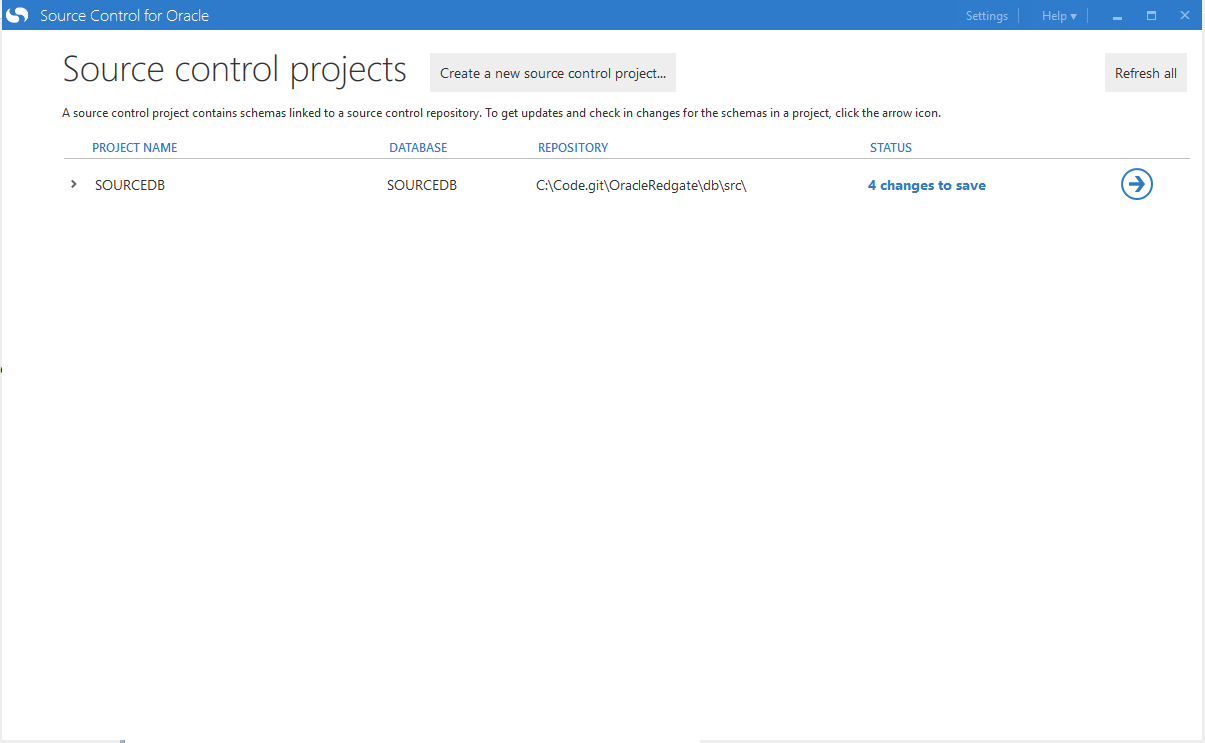 Source Control for Oracle Settings Help ▾
Source control projects Create a new source control project... Refresh all
A source control project contains schemas linked to a source control repository. To get updates and check in changes for the schemas in a project, click the arrow icon.
PROJECT NAME DATABASE REPOSITORY STATUS
SOURCEDB SOURCEDB C:\Code.git\OracleRedgate\db\src\ 4 changes to save